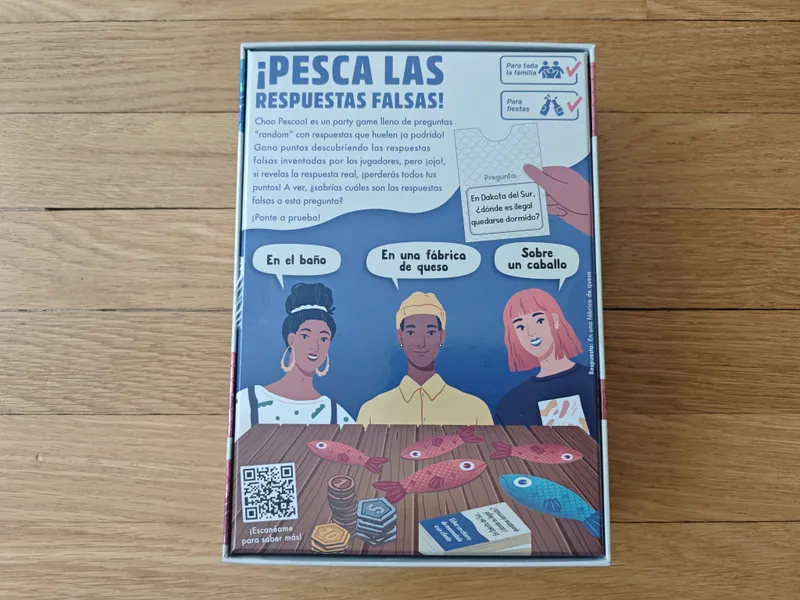 ¡PESCA LAS
RESPUESTAS FALSAS!
Chao Pescao! es un party game lleno de preguntas
"random" con respuestas que huelen ¡a podrido!
Gana puntos descubriendo las respuestas
falsas inventadas por los jugadores, pero ¡ojo!,
si revelas la respuesta real, ¡perderás todos tus
puntos! A ver, ¿sabrías cuáles son las respuestas
falsas a esta pregunta?
¡Ponte a prueba!
Para toda
la familia
Para
fiestas
Pregunta:
En Dakota del Sur,
¿dónde es ilegal
quedarse dormido?
En el baño
En una fábrica
de queso
Sobre
un caballo
Respuesta: En una fábrica de queso
1
5
10
¡Escanéame
para saber más!